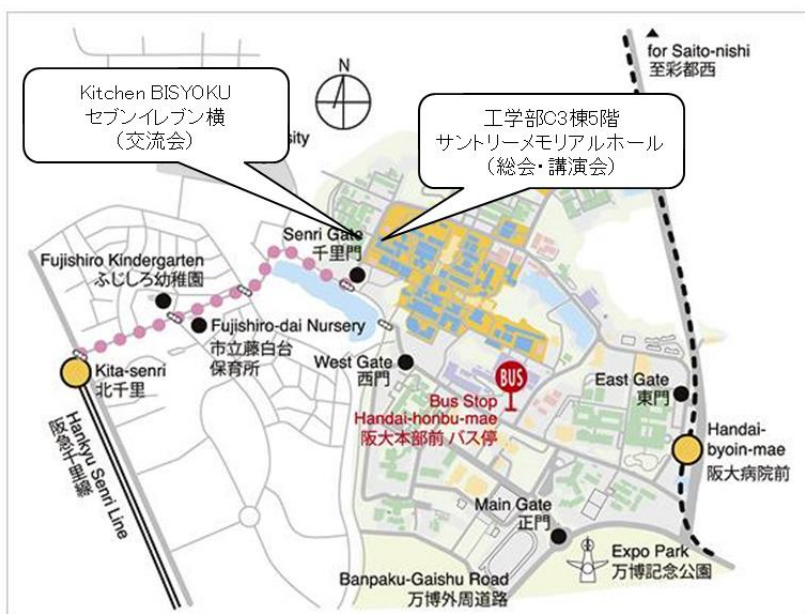 for Saito-nishi
至彩都西
N
Kitchen BISYOKU
セブンイレブン横
（交流会）
工学部C3棟5階
サントリーメモリアルホール
（総会・講演会）
Senri Gate
千里門
Fujishiro Kindergarten
ふじしろ幼稚園
Fujishiro-dai Nursery
市立藤白台
保育所
Kita-senri
北千里
Hankyu Senri Line
阪急千里線
West Gate
西門
BUS
Bus Stop
Handai-honbu-mae
阪大本部前 バス停
East Gate
東門
Handai-
byoin-mae
阪大病院前
Main Gate
正門
Expo Park
万博記念公園
Banpaku-Gaishu Road
万博外周道路